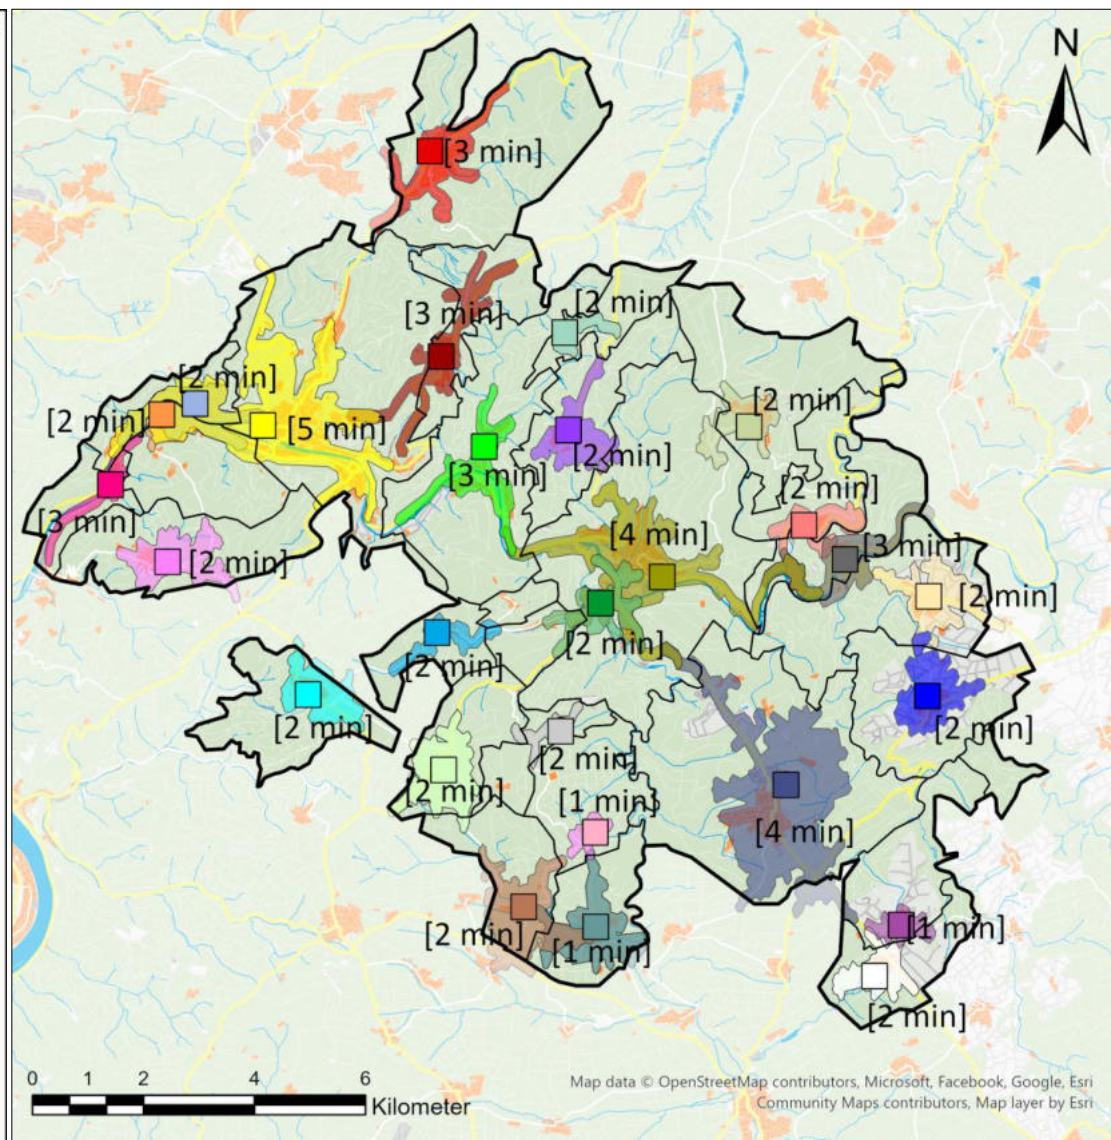 N
[3 min]
[3 min]
[2 min]
[2 min]
[2 min]
[2 min]
[5 min]
[2 min]
[3 min]
[2 min]
[3 min]
[2 min]
[4 min]
[3 min]
[2 min]
[2 min]
[2 min]
[2 min]
[2 min]
[2 min]
[2 min]
[2 min]
[1 min]
[4 min]
[2 min]
[1 min]
[1 min]
[2 min]
0 1 2 4 6
Kilometer
Map data © OpenStreetMap contributors, Microsoft, Facebook, Google, Esri
Community Maps contributors, Map layer by Esri